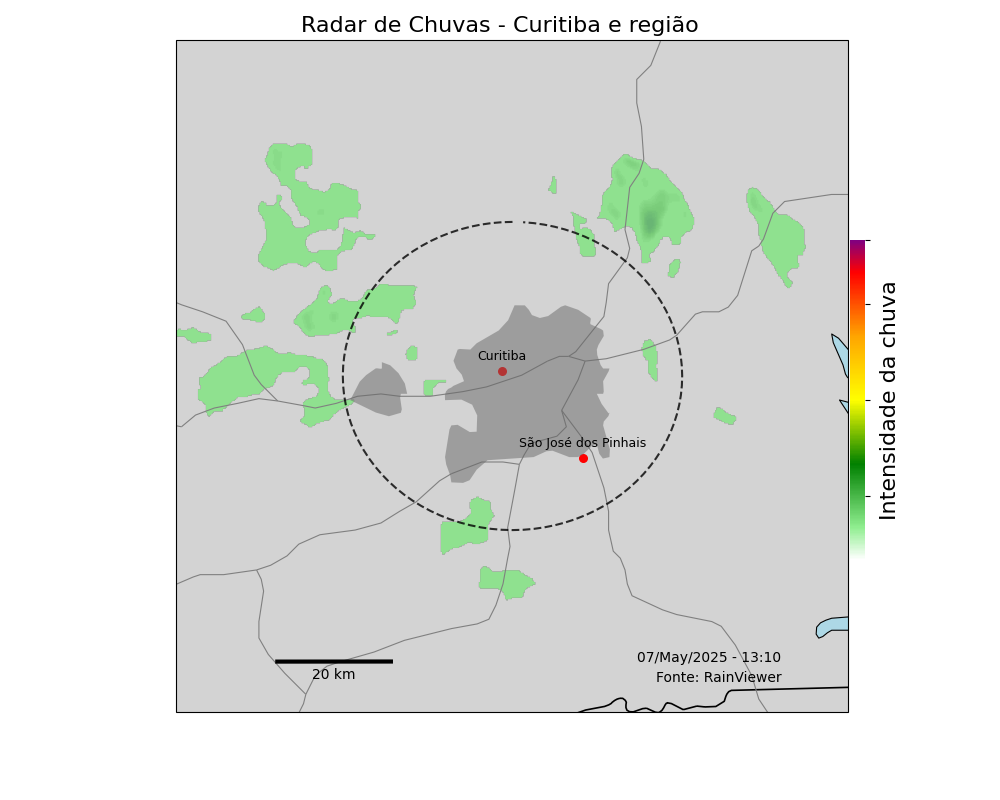 Radar de Chuvas - Curitiba e região
Curitiba
São José dos Pinhais
Intensidade da chuva
07/May/2025 - 13:10
Fonte: RainViewer
20 km